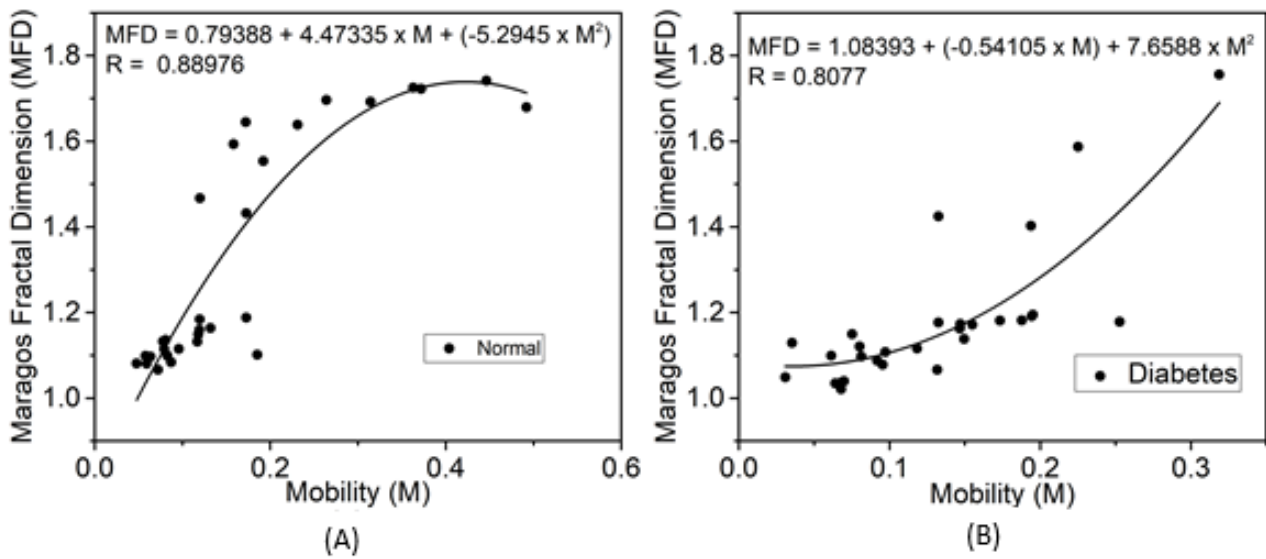 MFD = 0.79388 + 4.47335 x M + (-5.2945 x M²)
R = 0.88976
Maragos Fractal Dimension (MFD)
1.8
1.6
1.4
1.2
1.0
Normal
0.0 0.2 0.4 0.6
Mobility (M)
(A)
MFD = 1.08393 + (-0.54105 x M) + 7.6588 x M²
R = 0.8077
Maragos Fractal Dimension (MFD)
1.8
1.6
1.4
1.2
1.0
Diabetes
0.0 0.1 0.2 0.3
Mobility (M)
(B)